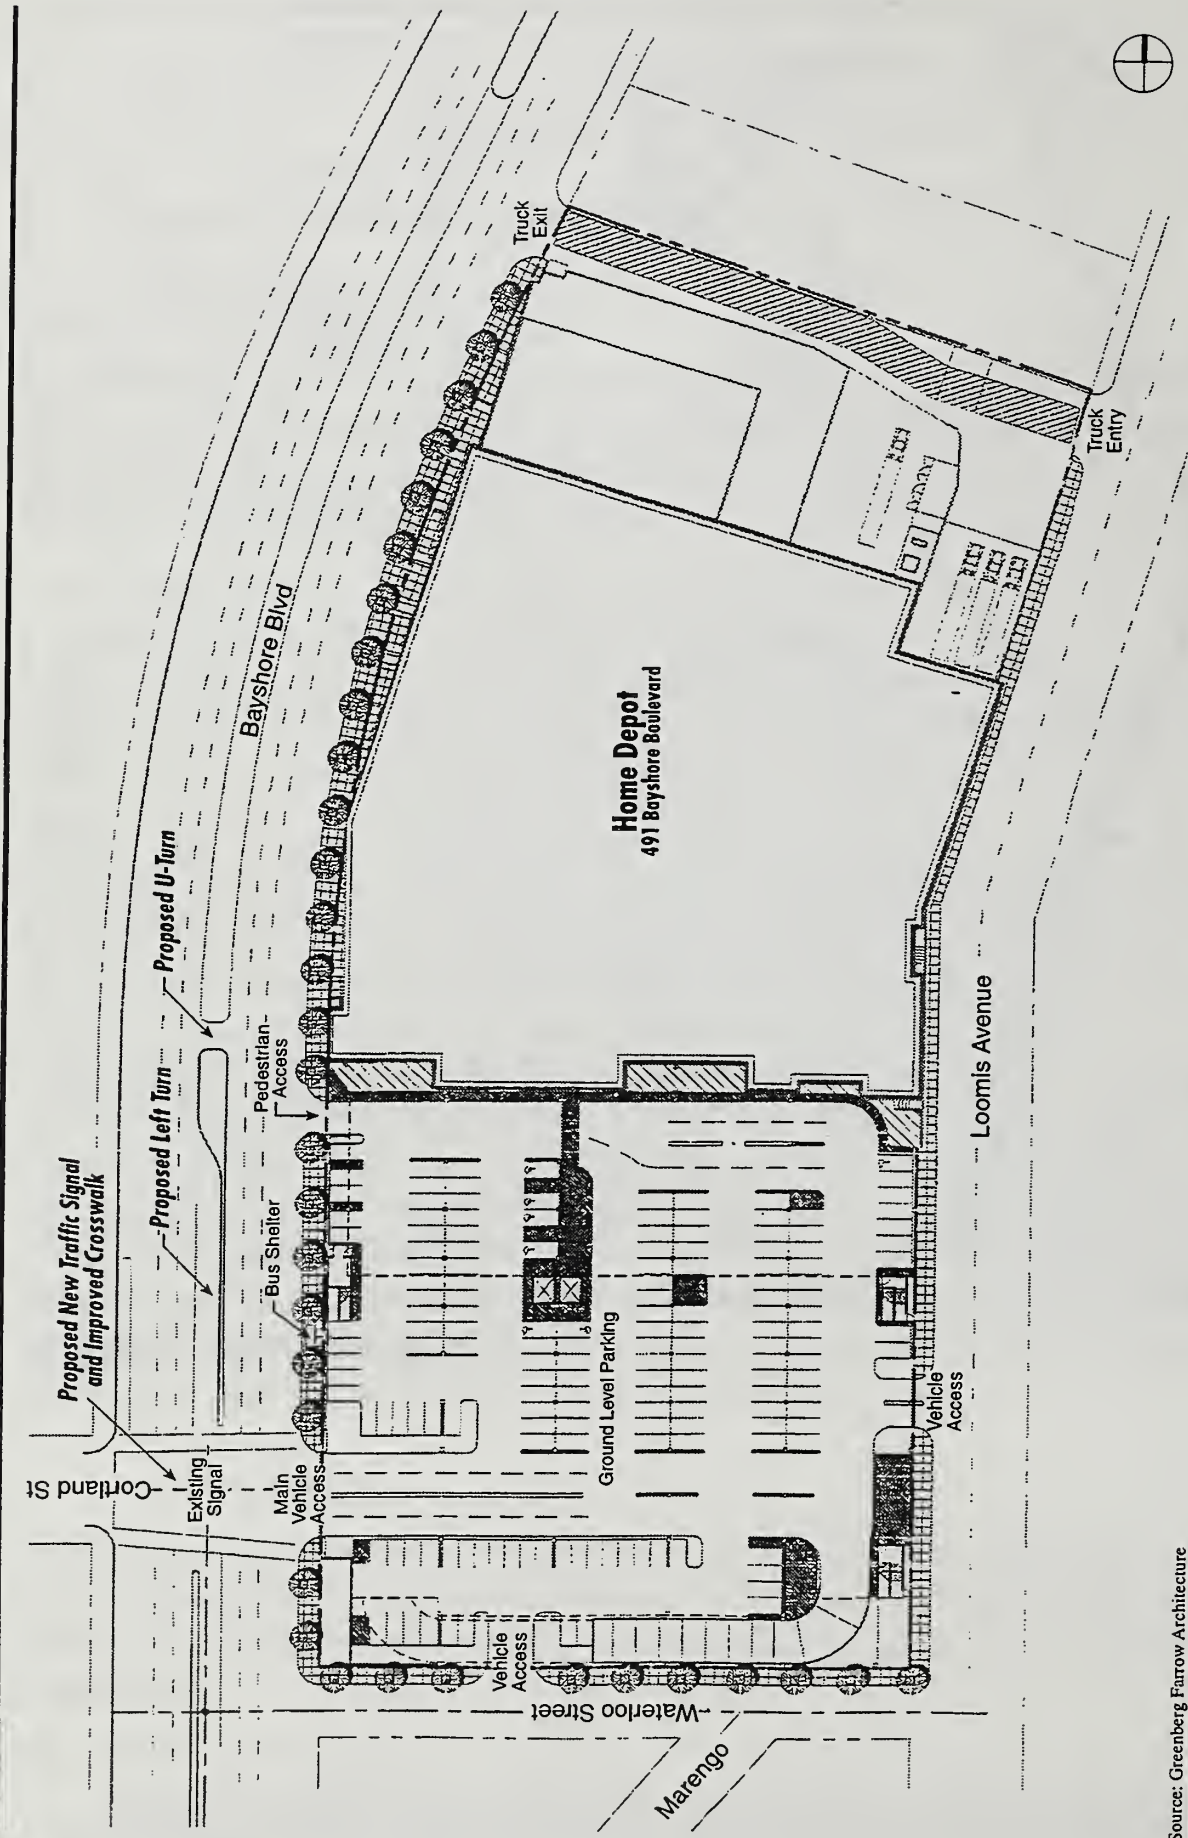 Proposed New Traffic Signal
and Improved Crosswalk
Proposed Left Turn
Proposed U-Turn
Bayshore Blvd
Cortland St
Existing
Signal
Main
Vehicle
Access
Bus Shelter
Pedestrian
Access
Truck
Exit
Truck
Entry
Home Depot
491 Bayshore Boulevard
Ground Level Parking
Vehicle
Access
Vehicle
Access
Loomis Avenue
Waterloo Street
Marengo
Source: Greenberg Farrow Architecture